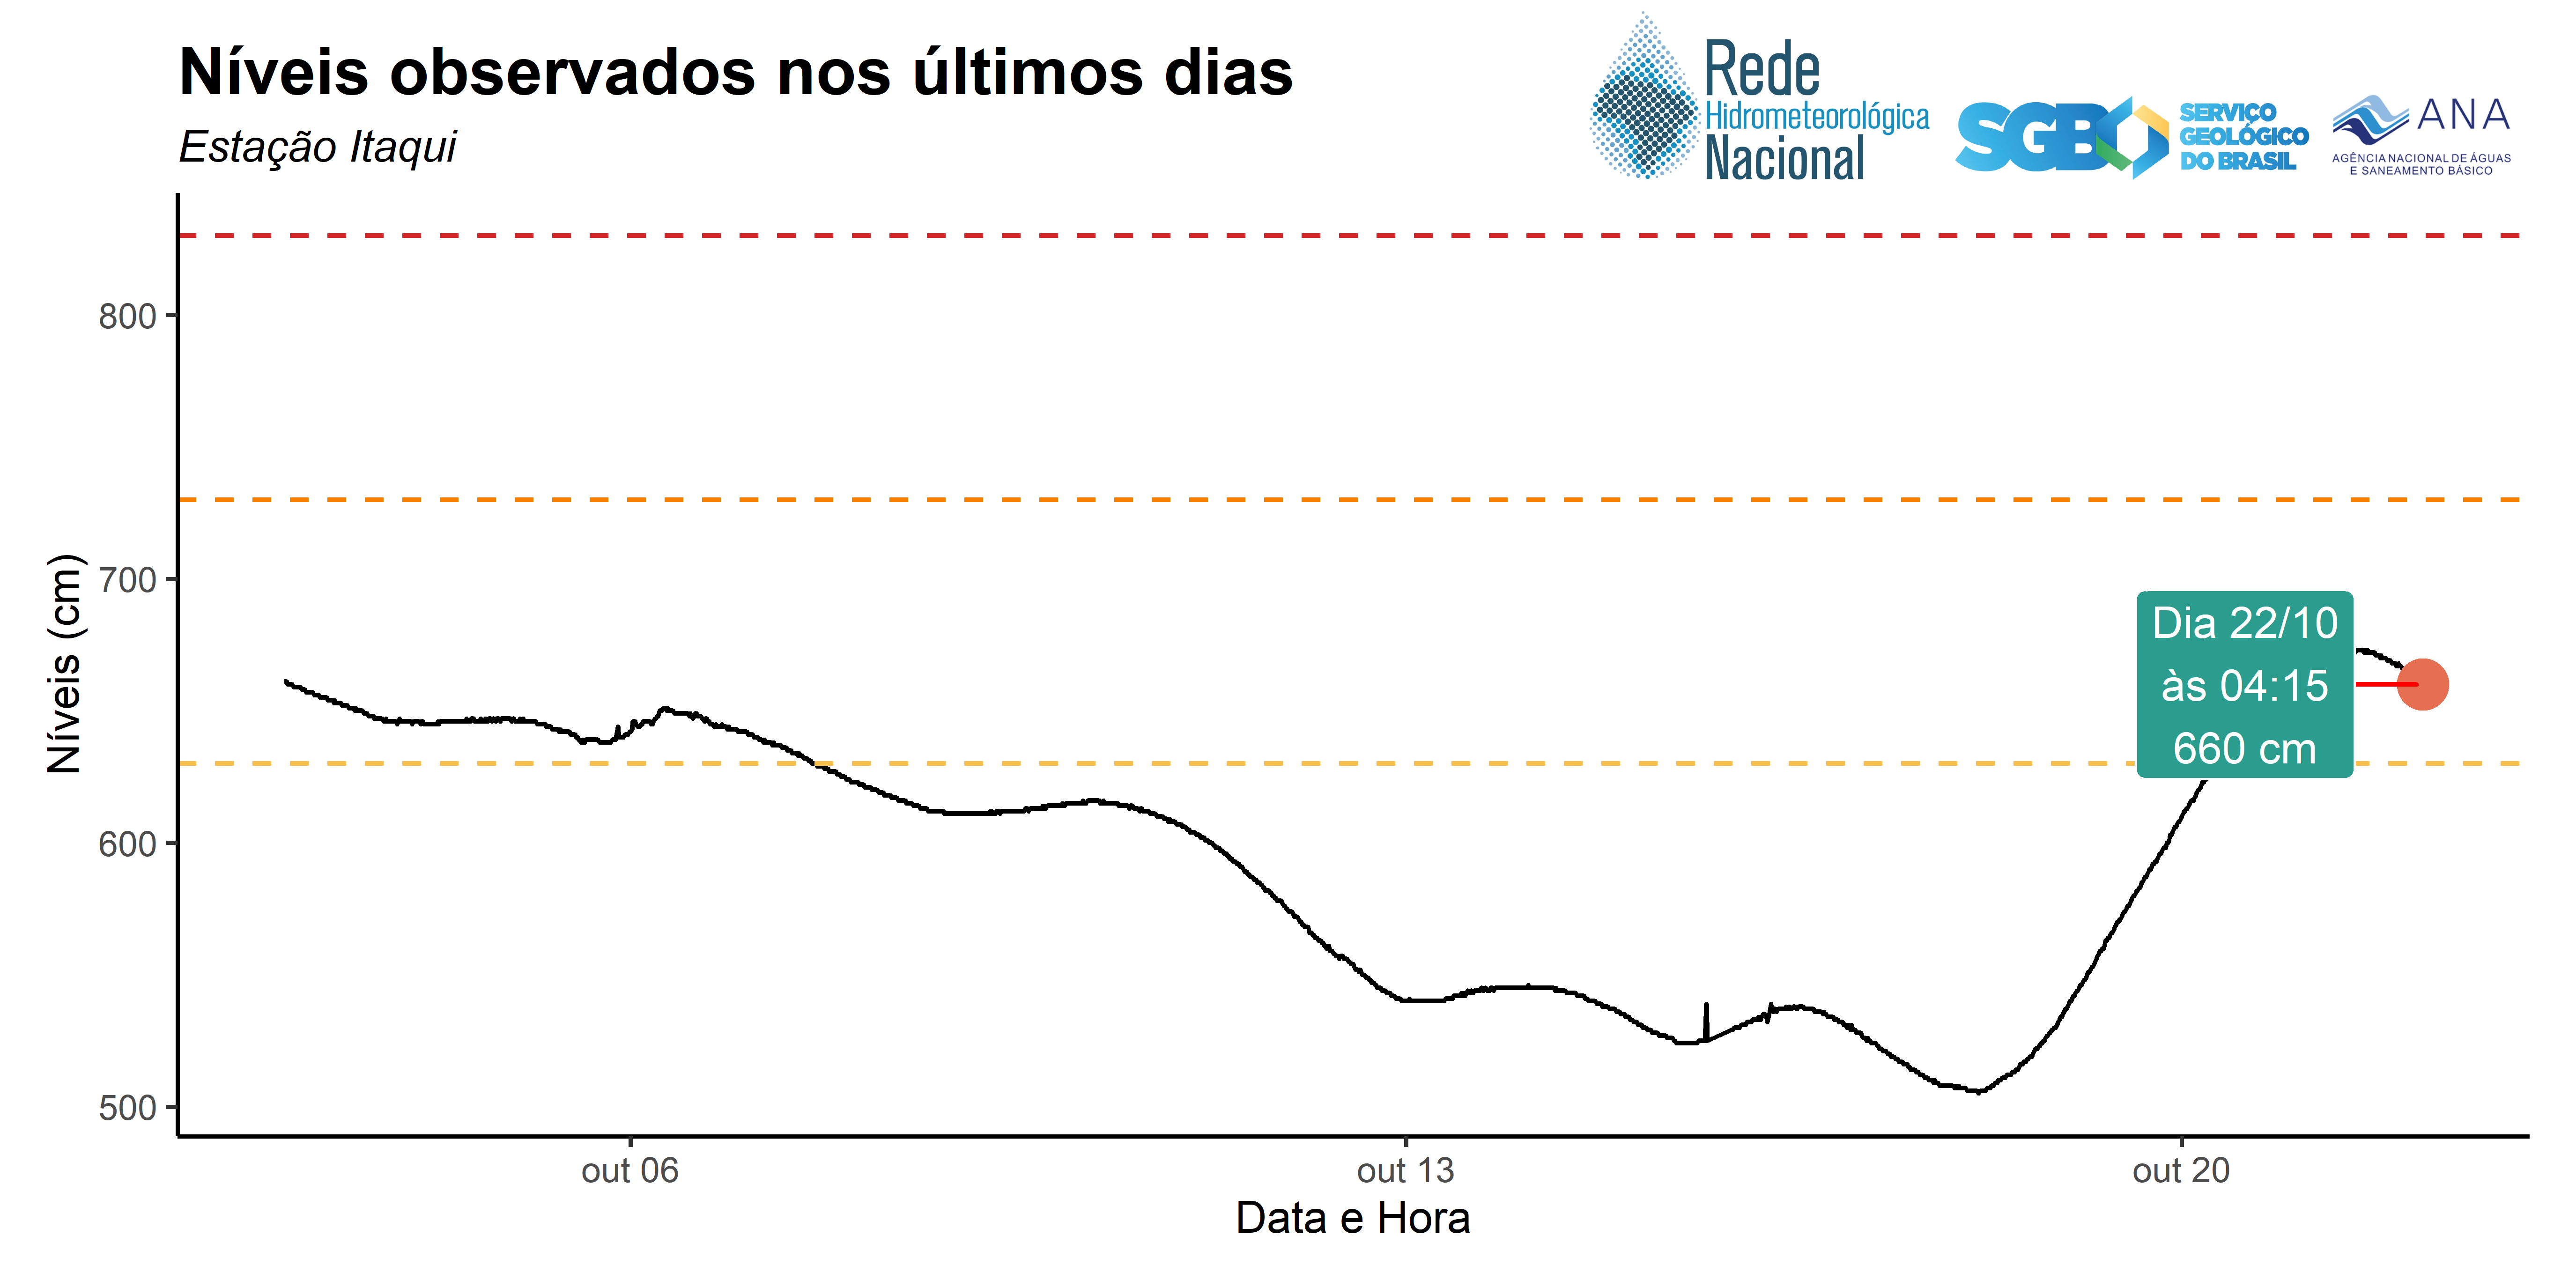 Níveis observados nos últimos dias
Estação Itaqui
Rede
Hidrometeorológica
Nacional
SGB
SERVIÇO
GEOLÓGICO
DO BRASIL
ANA
AGÊNCIA NACIONAL DE ÁGUAS
E SANEAMENTO BÁSICO
Níveis (cm)
800
700
600
500
Dia 22/10
às 04:15
660 cm
out 06
out 13
out 20
Data e Hora